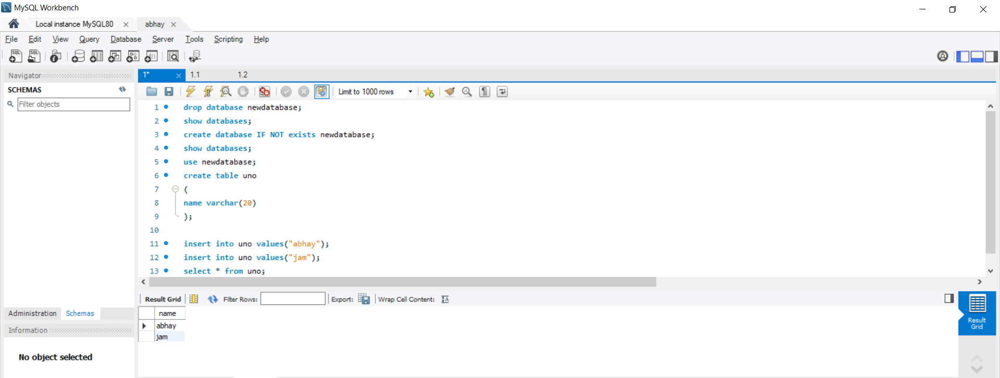 MySQL Workbench
Local instance MySQL80
abhay
File Edit View Query Database Server Tools Scripting Help
Navigator
SCHEMAS
Filter objects
Administration Schemas
Information
No object selected
1* 1.1 1.2
Limit to 1000 rows
1 drop database newdatabase;
2 show databases;
3 create database IF NOT exists newdatabase;
4 show databases;
5 use newdatabase;
6 create table uno
7 (
8 name varchar(20)
9 );
10
11 insert into uno values("abhay");
12 insert into uno values("jam");
13 select * from uno;
Result Grid Filter Rows: Export: Wrap Cell Content:
name
abhay
jam
Result
Grid